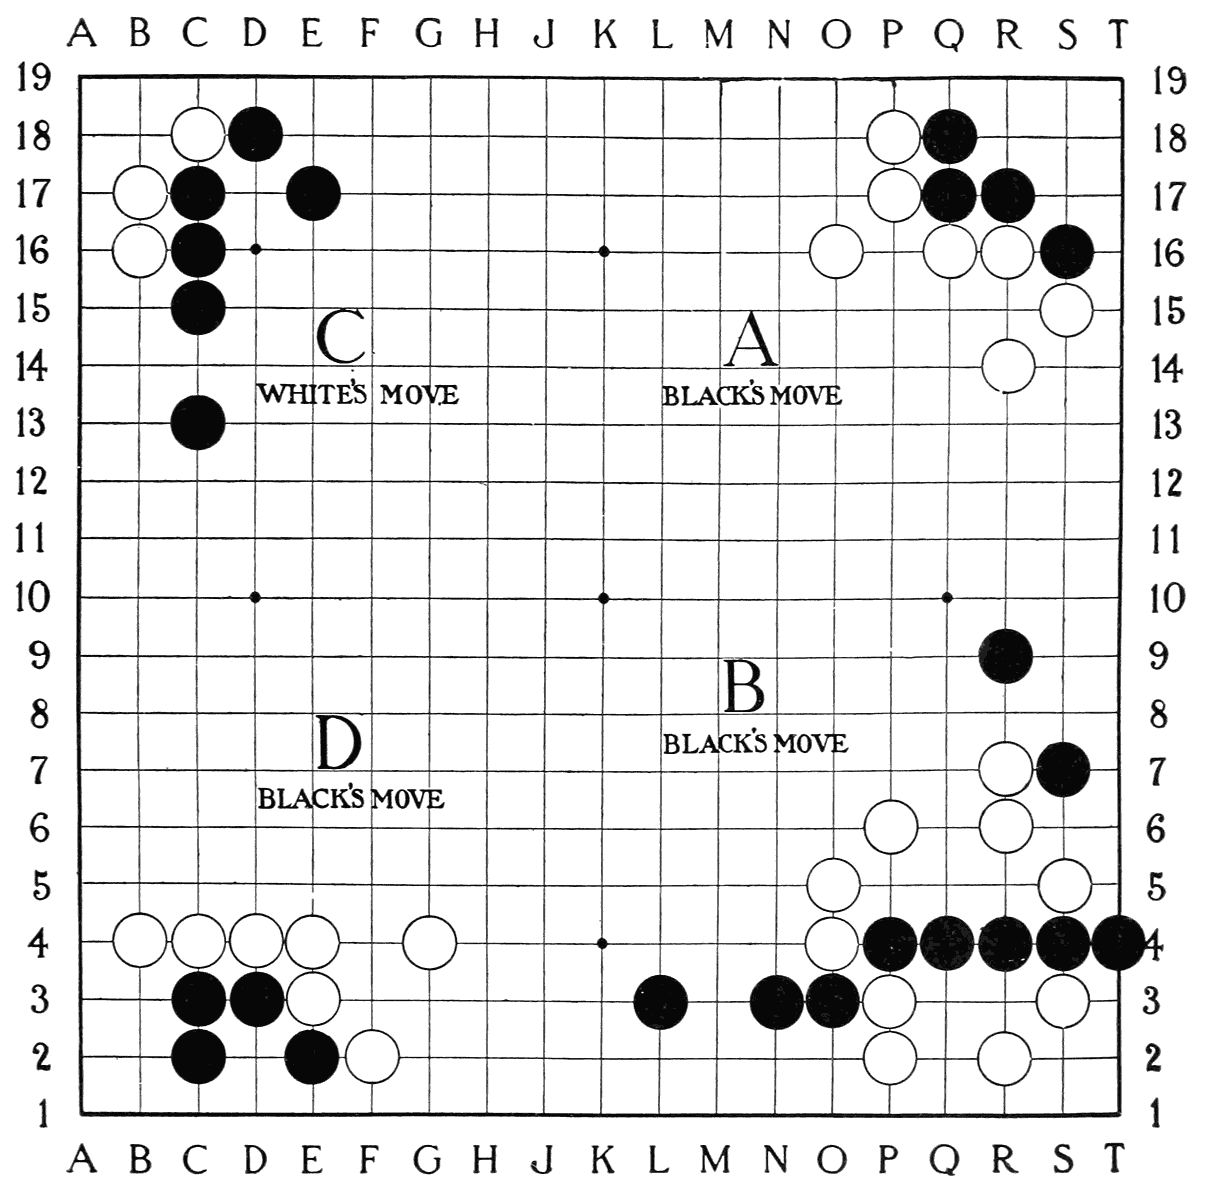 A B C D E F G H J K L M N O P Q R S T
19 19
18 18
17 17
16 16
15 15
C A
14 14
WHITE'S MOVE BLACK'S MOVE
13 13
12 12
11 11
10 10
9 9
B
8 8
D BLACK'S MOVE
7 7
BLACK'S MOVE
6 6
5 5
4 4
3 3
2 2
1 1
A B C D E F G H J K L M N O P Q R S T